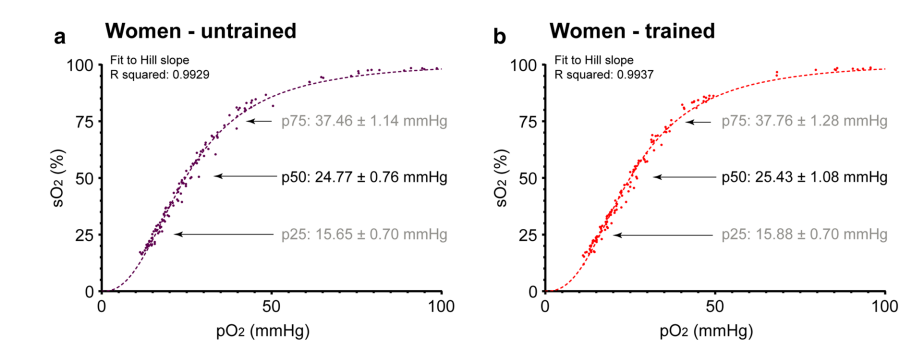 a Women - untrained
Fit to Hill slope
R squared: 0.9929
100
75
50
25
0
sO2 (%)
p75: 37.46 ± 1.14 mmHg
p50: 24.77 ± 0.76 mmHg
p25: 15.65 ± 0.70 mmHg
0 50 100
pO2 (mmHg)
b Women - trained
Fit to Hill slope
R squared: 0.9937
100
75
50
25
0
sO2 (%)
p75: 37.76 ± 1.28 mmHg
p50: 25.43 ± 1.08 mmHg
p25: 15.88 ± 0.70 mmHg
0 50 100
pO2 (mmHg)